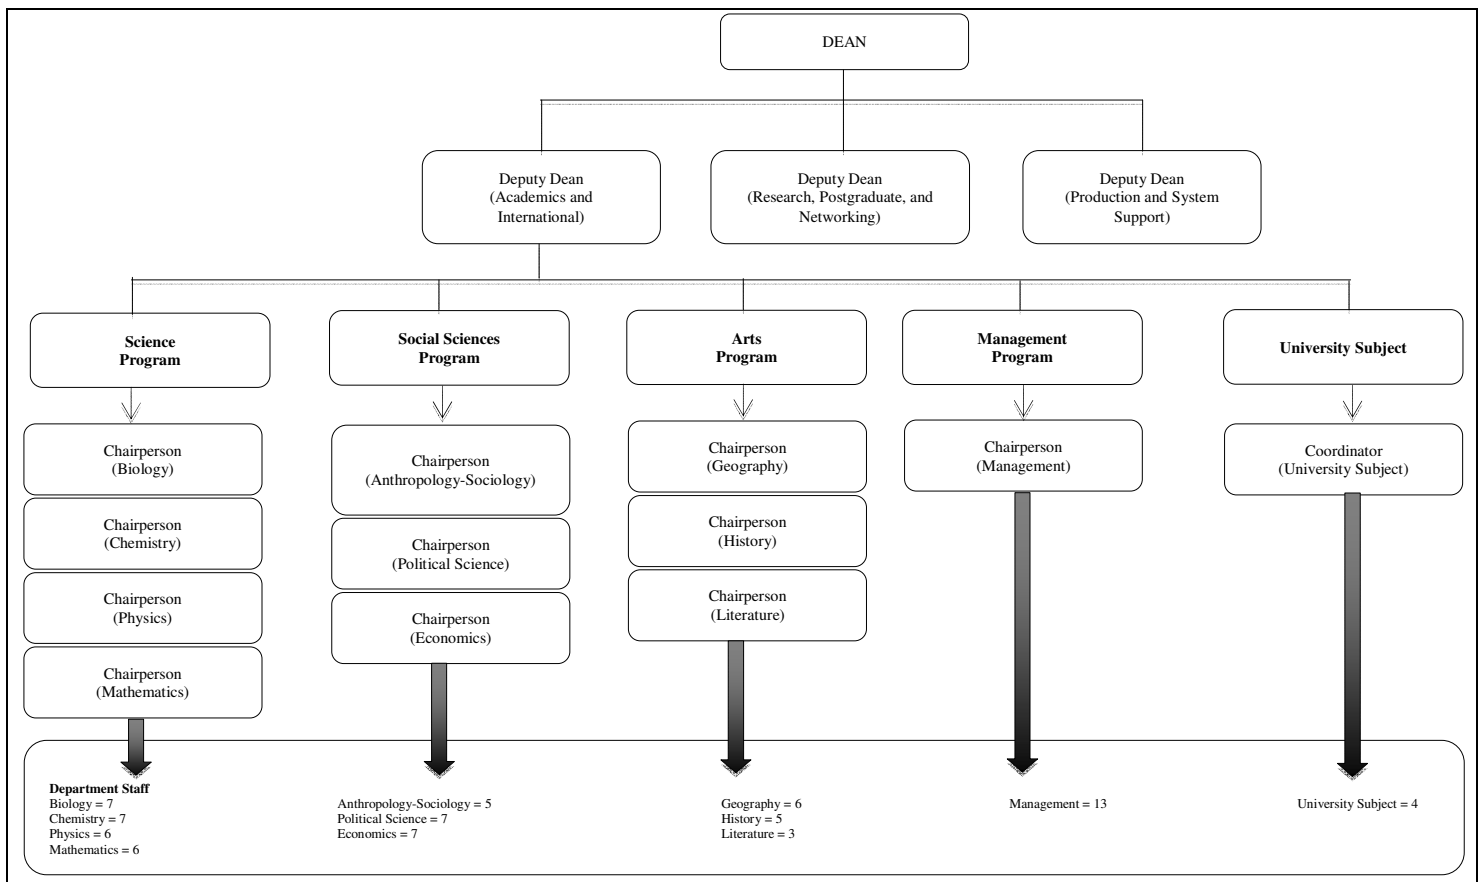 DEAN
Deputy Dean
(Academics and
International)
Deputy Dean
(Research, Postgraduate, and
Networking)
Deputy Dean
(Production and System
Support)
Science
Program
Social Sciences
Program
Arts
Program
Management
Program
University Subject
Chairperson
(Biology)
Chairperson
(Chemistry)
Chairperson
(Physics)
Chairperson
(Mathematics)
Chairperson
(Anthropology-Sociology)
Chairperson
(Political Science)
Chairperson
(Economics)
Chairperson
(Geography)
Chairperson
(History)
Chairperson
(Literature)
Chairperson
(Management)
Coordinator
(University Subject)
Department Staff
Biology = 7
Chemistry = 7
Physics = 6
Mathematics = 6
Anthropology-Sociology = 5
Political Science = 7
Economics = 7
Geography = 6
History = 5
Literature = 3
Management = 13
University Subject = 4